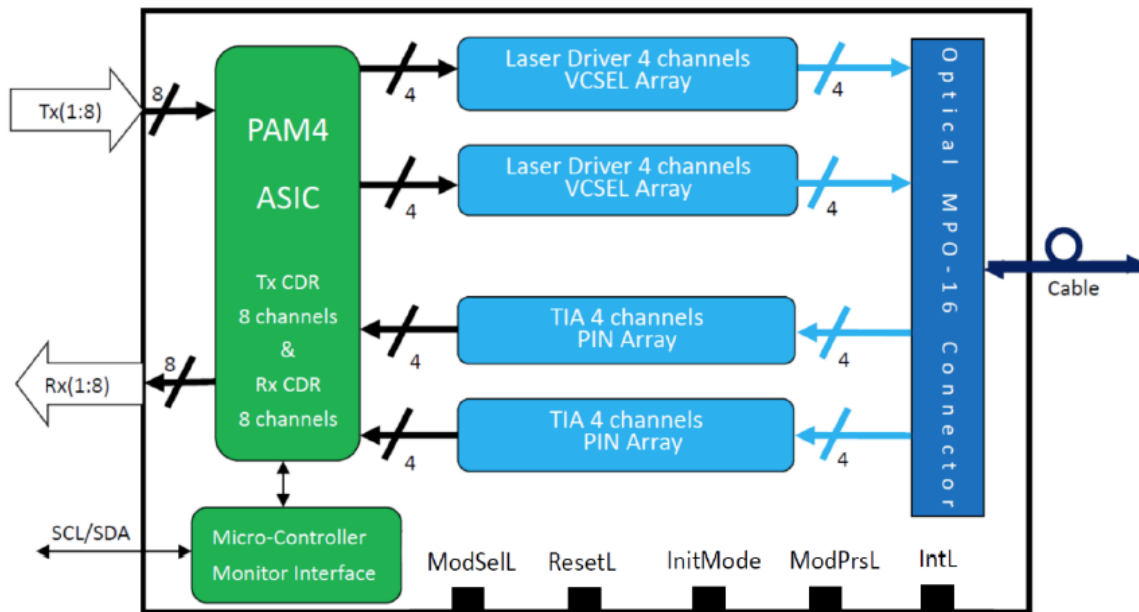 Tx(1:8)
8
PAM4
ASIC
Tx CDR
8 channels
&
Rx CDR
8 channels
4
Laser Driver 4 channels
VCSEL Array
4
4
Laser Driver 4 channels
VCSEL Array
4
4
TIA 4 channels
PIN Array
4
4
TIA 4 channels
PIN Array
4
Optical MPO-16 Connector
Cable
Rx(1:8)
8
SCL/SDA
Micro-Controller
Monitor Interface
ModSelL
ResetL
InitMode
ModPrsL
IntL